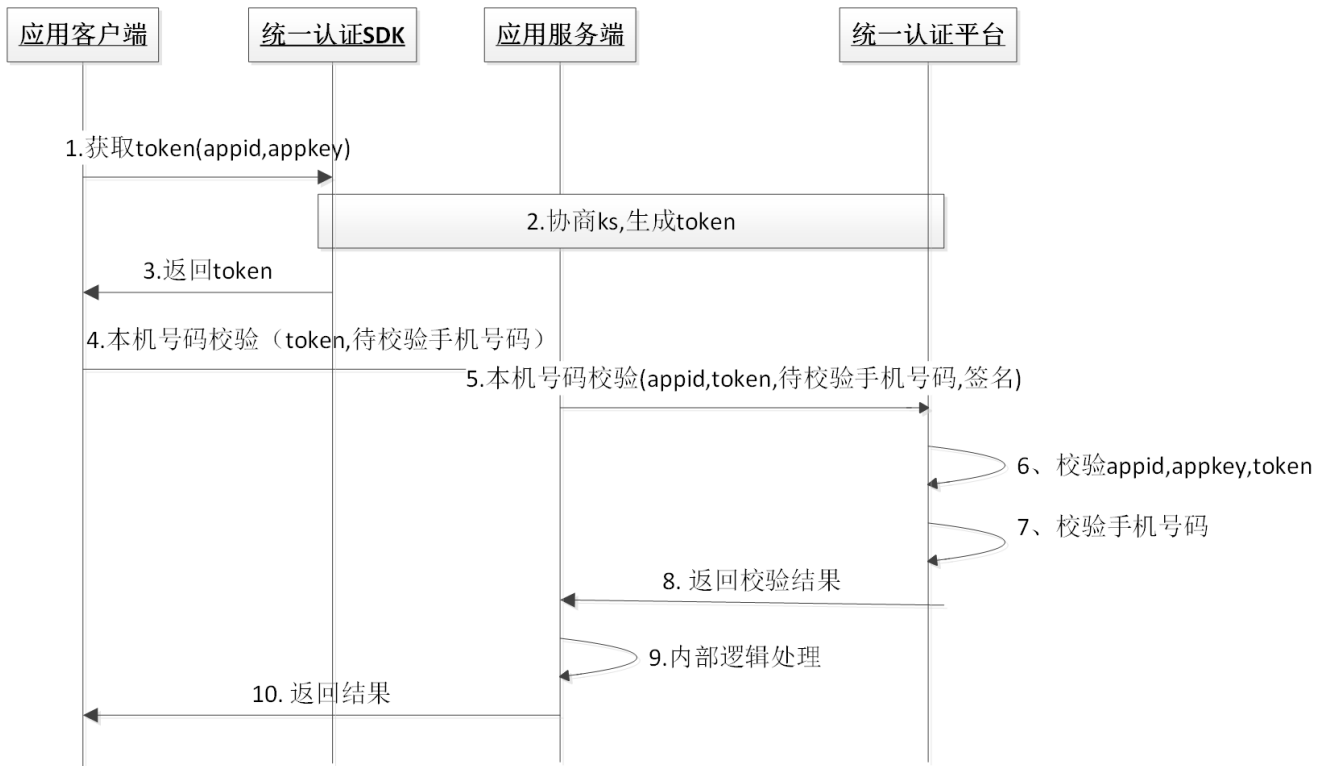 应用客户端
统一认证SDK
应用服务端
统一认证平台
1.获取token(appid,appkey)
2.协商ks,生成token
3.返回token
4.本机号码校验（token,待校验手机号码）
5.本机号码校验(appid,token,待校验手机号码,签名)
6、校验appid,appkey,token
7、校验手机号码
8. 返回校验结果
9.内部逻辑处理
10. 返回结果